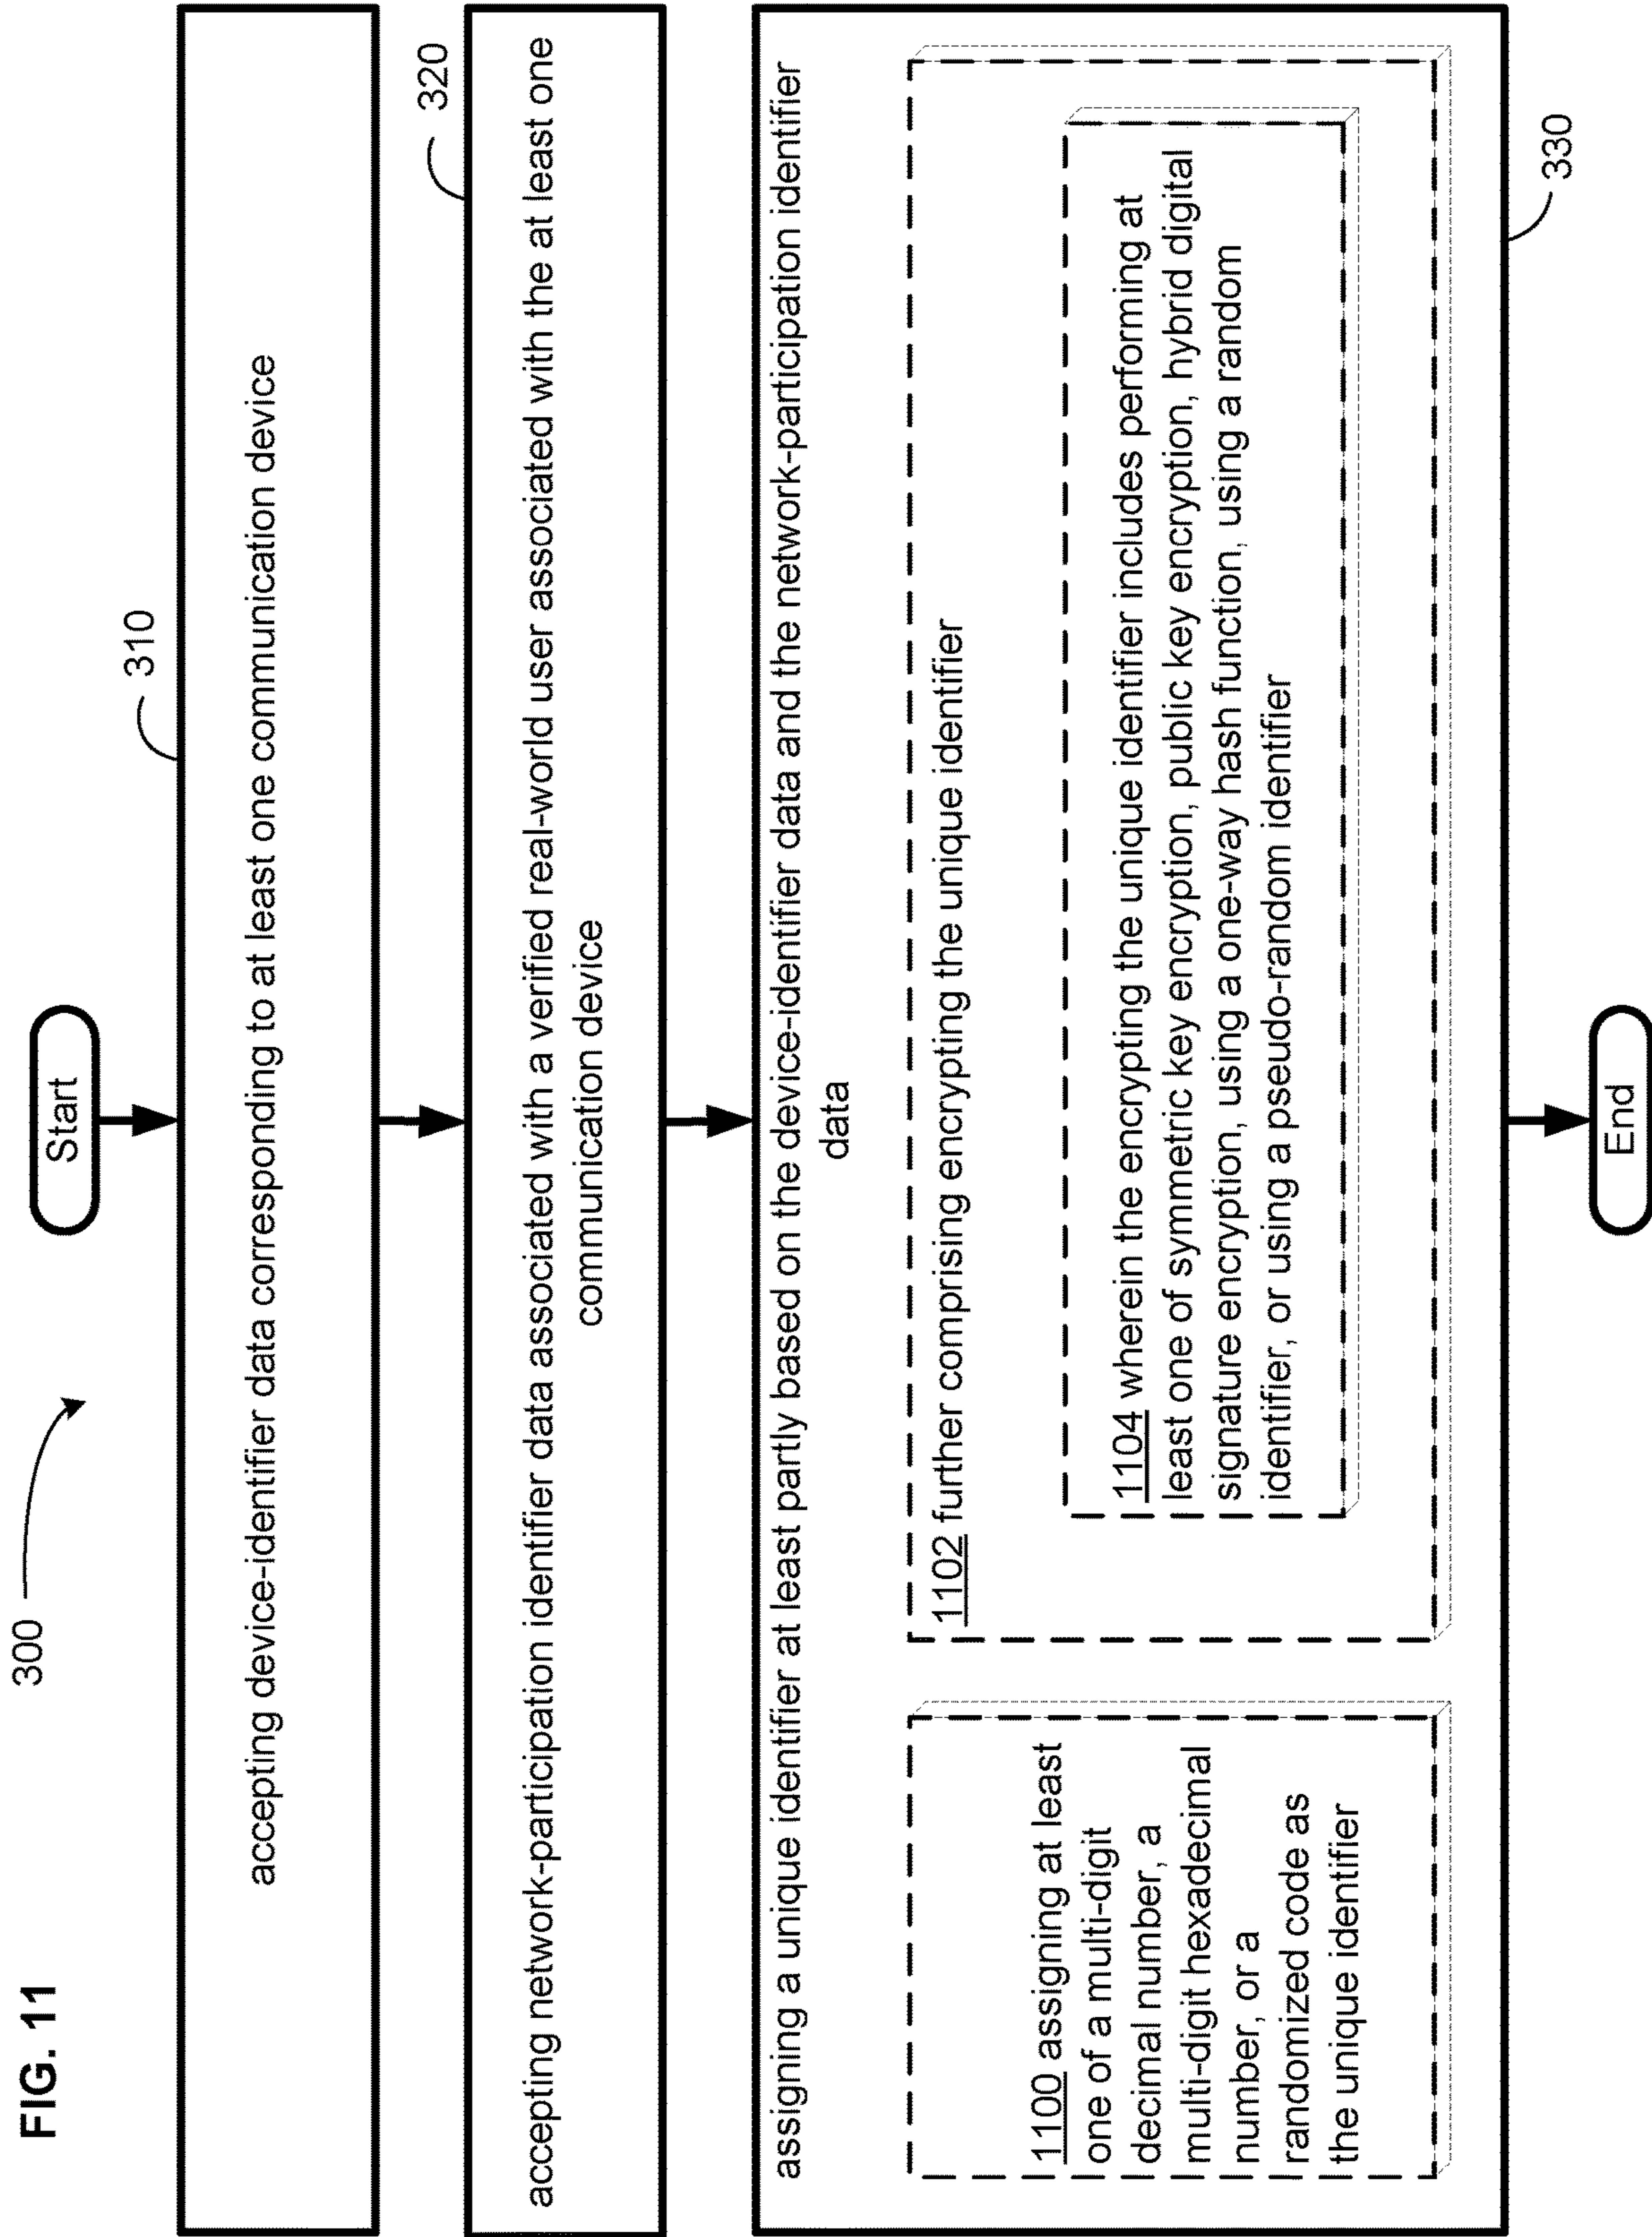 FIG. 11
300
Start
310
accepting device-identifier data corresponding to at least one communication device
320
accepting network-participation identifier data associated with a verified real-world user associated with the at least one
communication device
assigning a unique identifier at least partly based on the device-identifier data and the network-participation identifier
data
1100 assigning at least
one of a multi-digit
decimal number, a
multi-digit hexadecimal
number, or a
randomized code as
the unique identifier
1102 further comprising encrypting the unique identifier
1104 wherein the encrypting the unique identifier includes performing at
least one of symmetric key encryption, public key encryption, hybrid digital
signature encryption, using a one-way hash function, using a random
identifier, or using a pseudo-random identifier
330
End